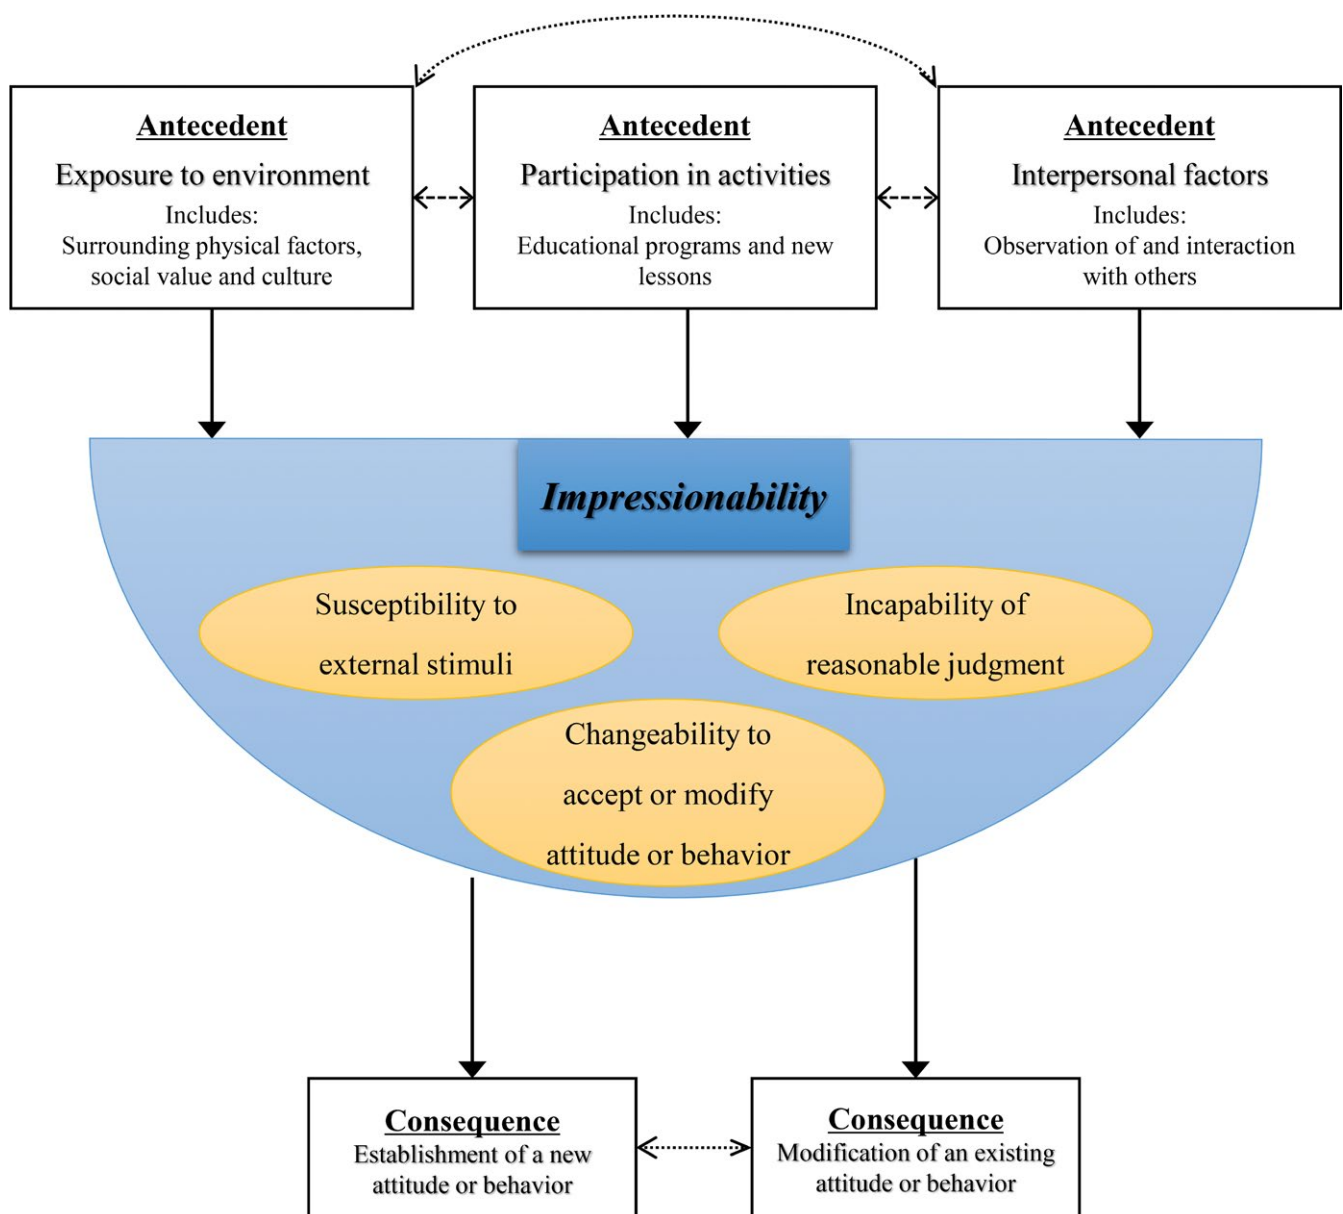 Antecedent
Exposure to environment
Includes:
Surrounding physical factors,
social value and culture
Antecedent
Participation in activities
Includes:
Educational programs and new
lessons
Antecedent
Interpersonal factors
Includes:
Observation of and interaction
with others
Impressionability
Susceptibility to
external stimuli
Incapability of
reasonable judgment
Changeability to
accept or modify
attitude or behavior
Consequence
Establishment of a new
attitude or behavior
Consequence
Modification of an existing
attitude or behavior